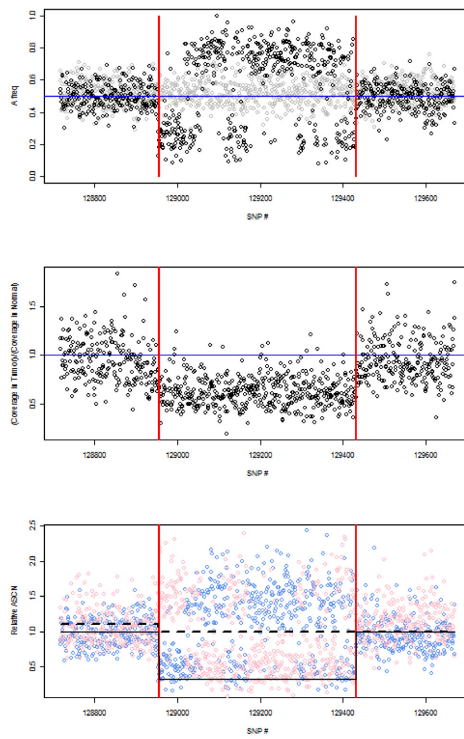 A freq
0.0 0.2 0.4 0.6 0.8 1.0
128800 129000 129200 129400 129600
SNP #
(Coverage in Tumor)/(Coverage in Normal)
0.5 1.0 1.5
128800 129000 129200 129400 129600
SNP #
Relative ASCN
0.5 1.0 1.5 2.0 2.5
128800 129000 129200 129400 129600
SNP #